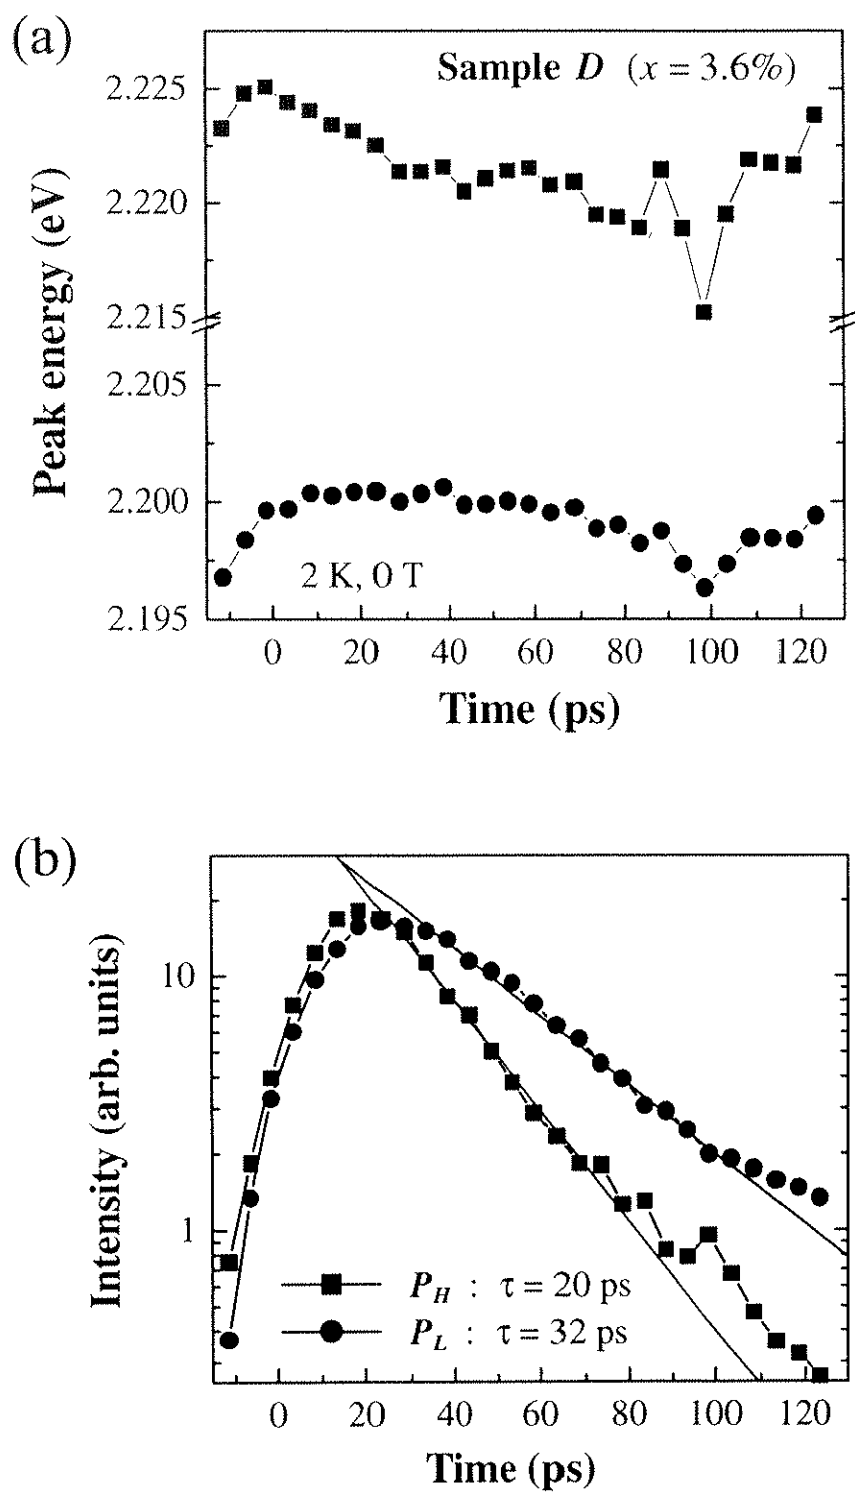 (a)
Sample D (x = 3.6%)
2.225
2.220
2.215
2.205
2.200
2.195
Peak energy (eV)
2 K, 0 T
0 20 40 60 80 100 120
Time (ps)
(b)
10
1
Intensity (arb. units)
P_H : τ = 20 ps
P_L : τ = 32 ps
0 20 40 60 80 100 120
Time (ps)